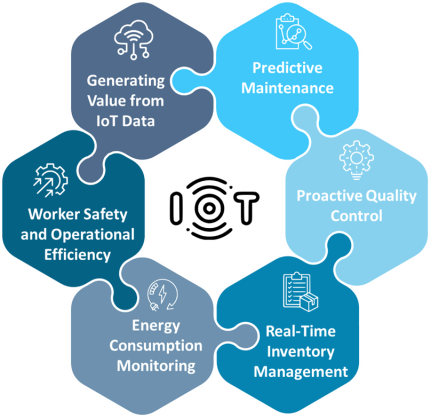 Generating
Value from
IoT Data
Predictive
Maintenance
Proactive Quality
Control
Real-Time
Inventory
Management
Energy
Consumption
Monitoring
Worker Safety
and Operational
Efficiency
IOT